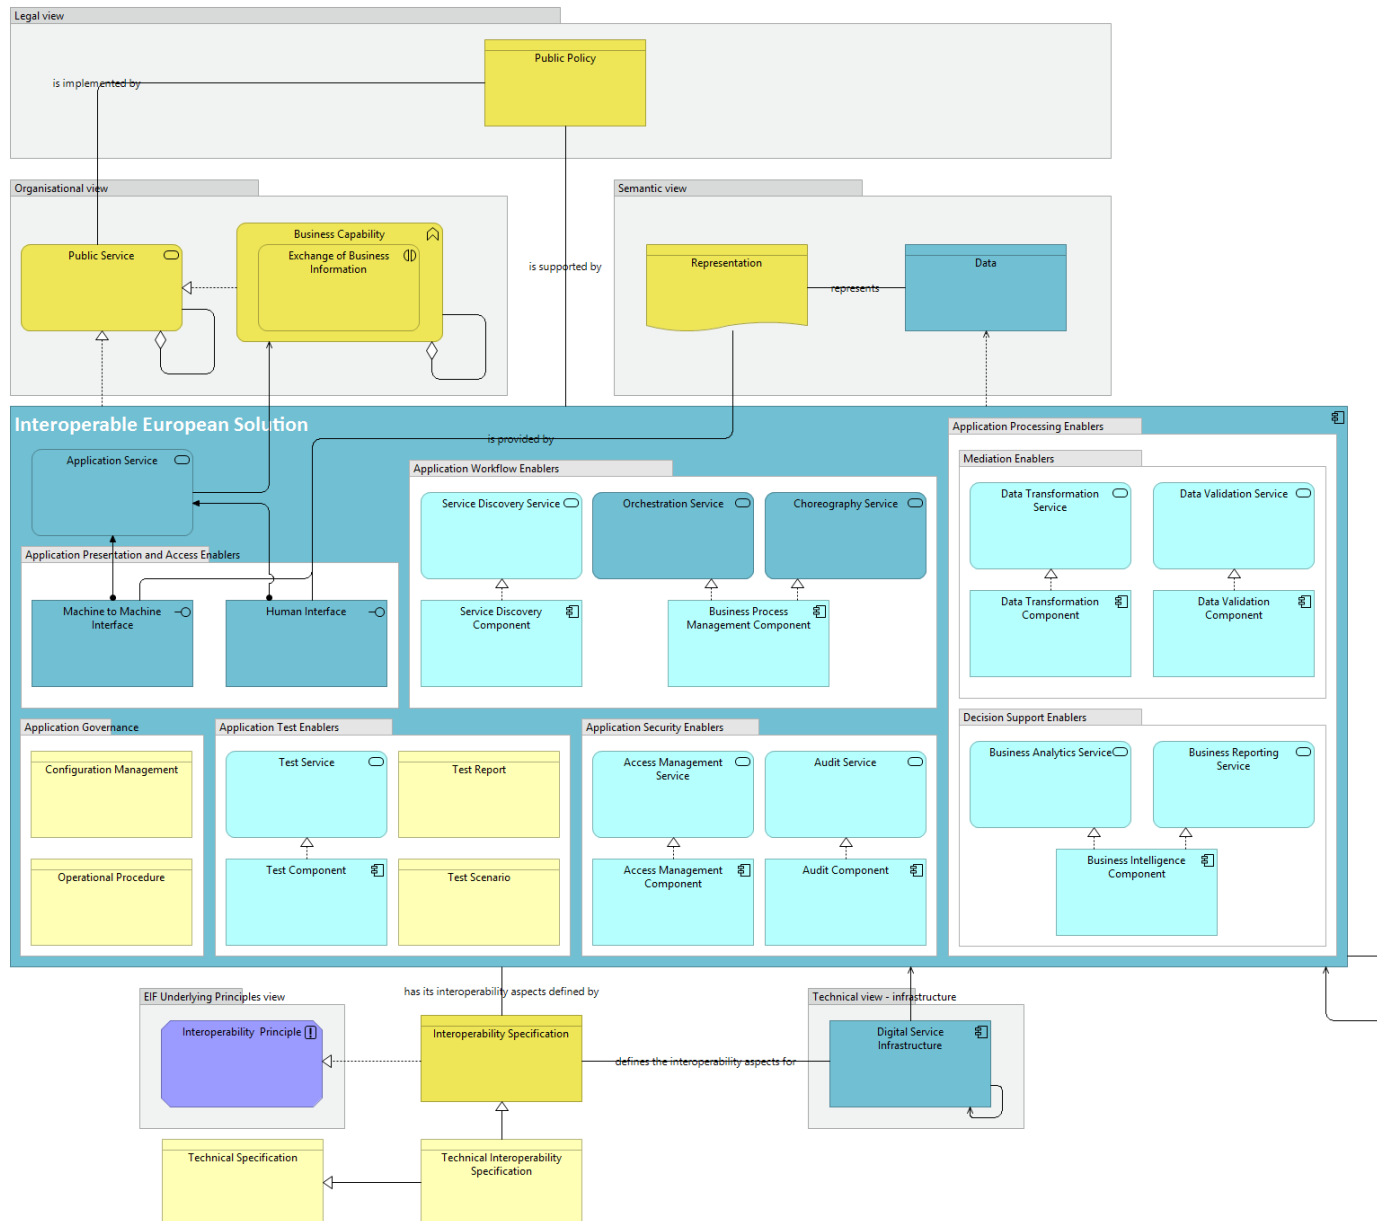 Legal view
Public Policy
is implemented by
Organisational view
Public Service
Business Capability
Exchange of Business
Information
is supported by
Semantic view
Representation
represents
Data
Interoperable European Solution
Application Service
is provided by
Application Presentation and Access Enablers
Machine to Machine
Interface
Human Interface
Application Workflow Enablers
Service Discovery Service
Orchestration Service
Choreography Service
Service Discovery
Component
Business Process
Management Component
Application Processing Enablers
Mediation Enablers
Data Transformation
Service
Data Validation Service
Data Transformation
Component
Data Validation
Component
Decision Support Enablers
Business Analytics Service
Business Reporting
Service
Business Intelligence
Component
Application Governance
Configuration Management
Operational Procedure
Application Test Enablers
Test Service
Test Report
Test Component
Test Scenario
Application Security Enablers
Access Management
Service
Audit Service
Access Management
Component
Audit Component
has its interoperability aspects defined by
EIF Underlying Principles view
Interoperability Principle
Interoperability Specification
defines the interoperability aspects for
Technical view - infrastructure
Digital Service
Infrastructure
Technical Specification
Technical Interoperability
Specification